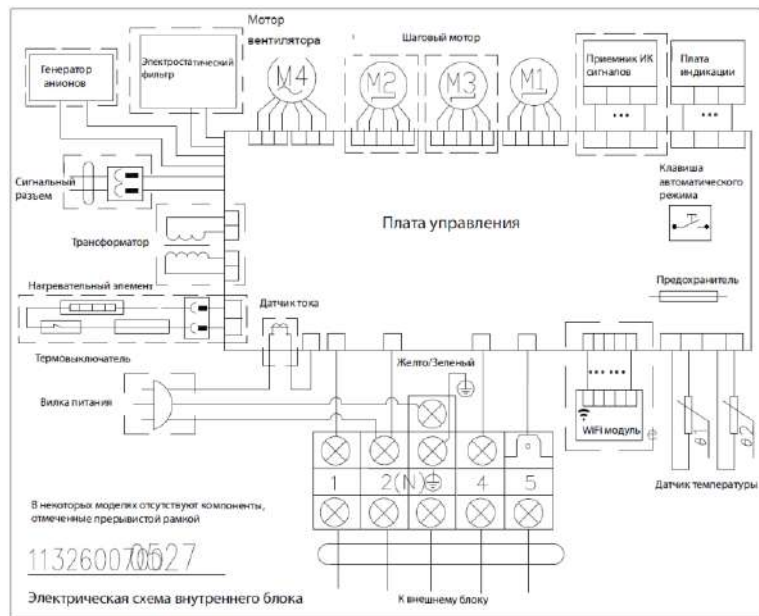 Мотор
вентилятора
Шаговый мотор
Генератор
анионов
Электростатический
фильтр
M4
M2
M3
M1
Приемник ИК
сигналов
Плата
индикации
Сигнальный
разъем
Клавиша
автоматического
режима
Плата управления
Трансформатор
Нагревательный элемент
Датчик тока
Предохранитель
Термовыключатель
Желто/Зеленый
Вилка питания
WIFI модуль
θ1
θ2
1
2(N)
4
5
Датчик температуры
В некоторых моделях отсутствуют компоненты,
отмеченные прерывистой рамкой
Электрическая схема внутреннего блока
К внешнему блоку